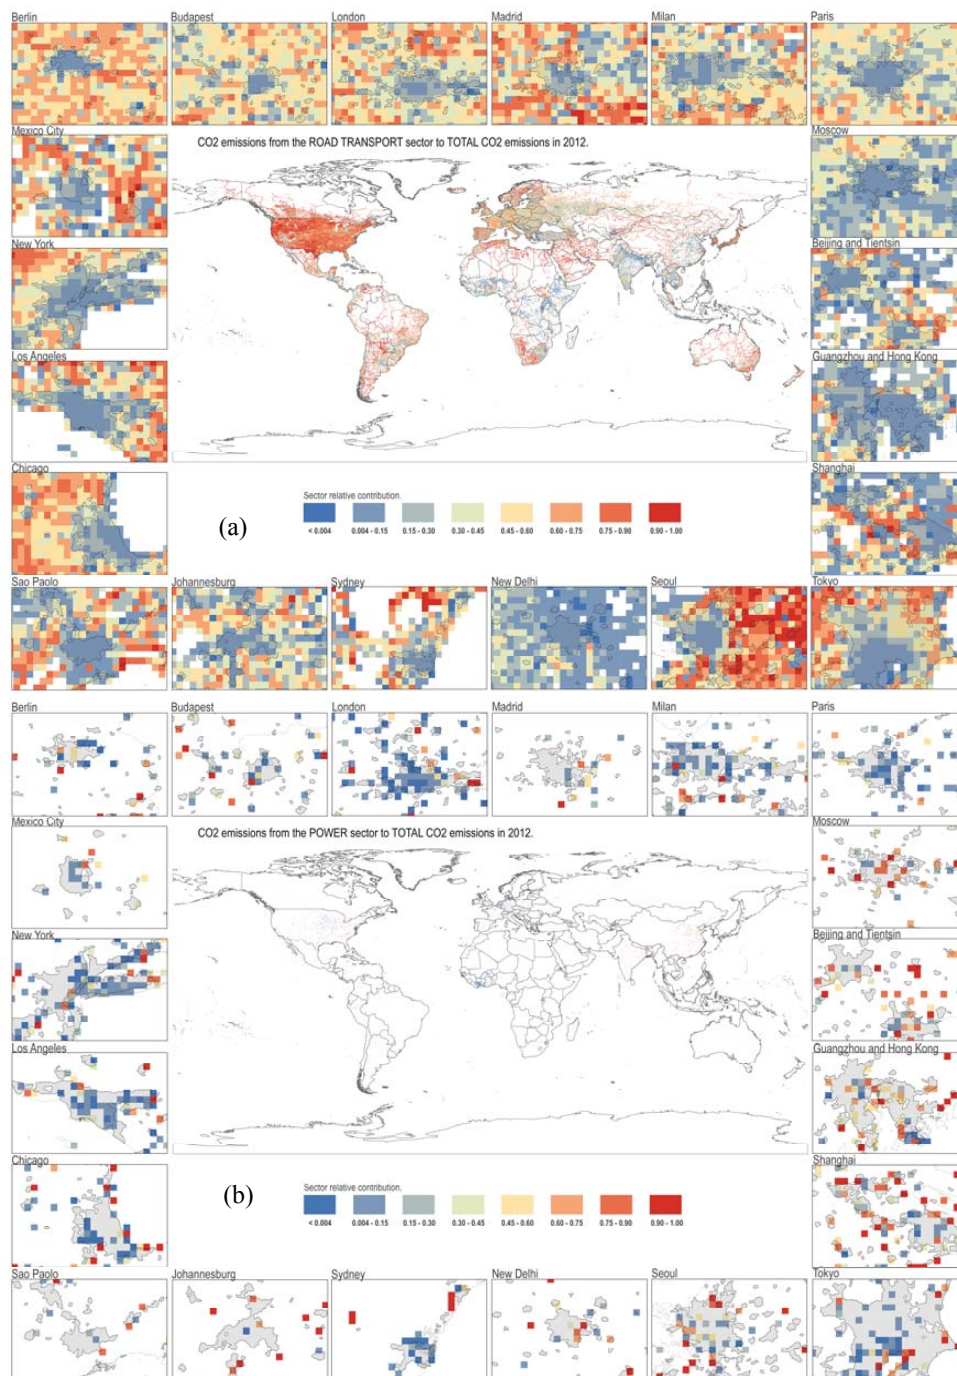 Berlin Budapest London Madrid Milan Paris
Mexico City
CO2 emissions from the ROAD TRANSPORT sector to TOTAL CO2 emissions in 2012.
Moscow
New York Beijing and Tientsin
Los Angeles Guangzhou and Hong Kong
Chicago Shanghai
Sector relative contribution.
(a)
< 0.004 0.004 - 0.15 0.15 - 0.30 0.30 - 0.45 0.45 - 0.60 0.60 - 0.75 0.75 - 0.90 0.90 - 1.00
Sao Paolo Johannesburg Sydney New Delhi Seoul Tokyo
Berlin Budapest London Madrid Milan Paris
Mexico City
CO2 emissions from the POWER sector to TOTAL CO2 emissions in 2012.
Moscow
New York Beijing and Tientsin
Los Angeles Guangzhou and Hong Kong
Chicago Shanghai
Sector relative contribution.
(b)
< 0.004 0.004 - 0.15 0.15 - 0.30 0.30 - 0.45 0.45 - 0.60 0.60 - 0.75 0.75 - 0.90 0.90 - 1.00
Sao Paolo Johannesburg Sydney New Delhi Seoul Tokyo